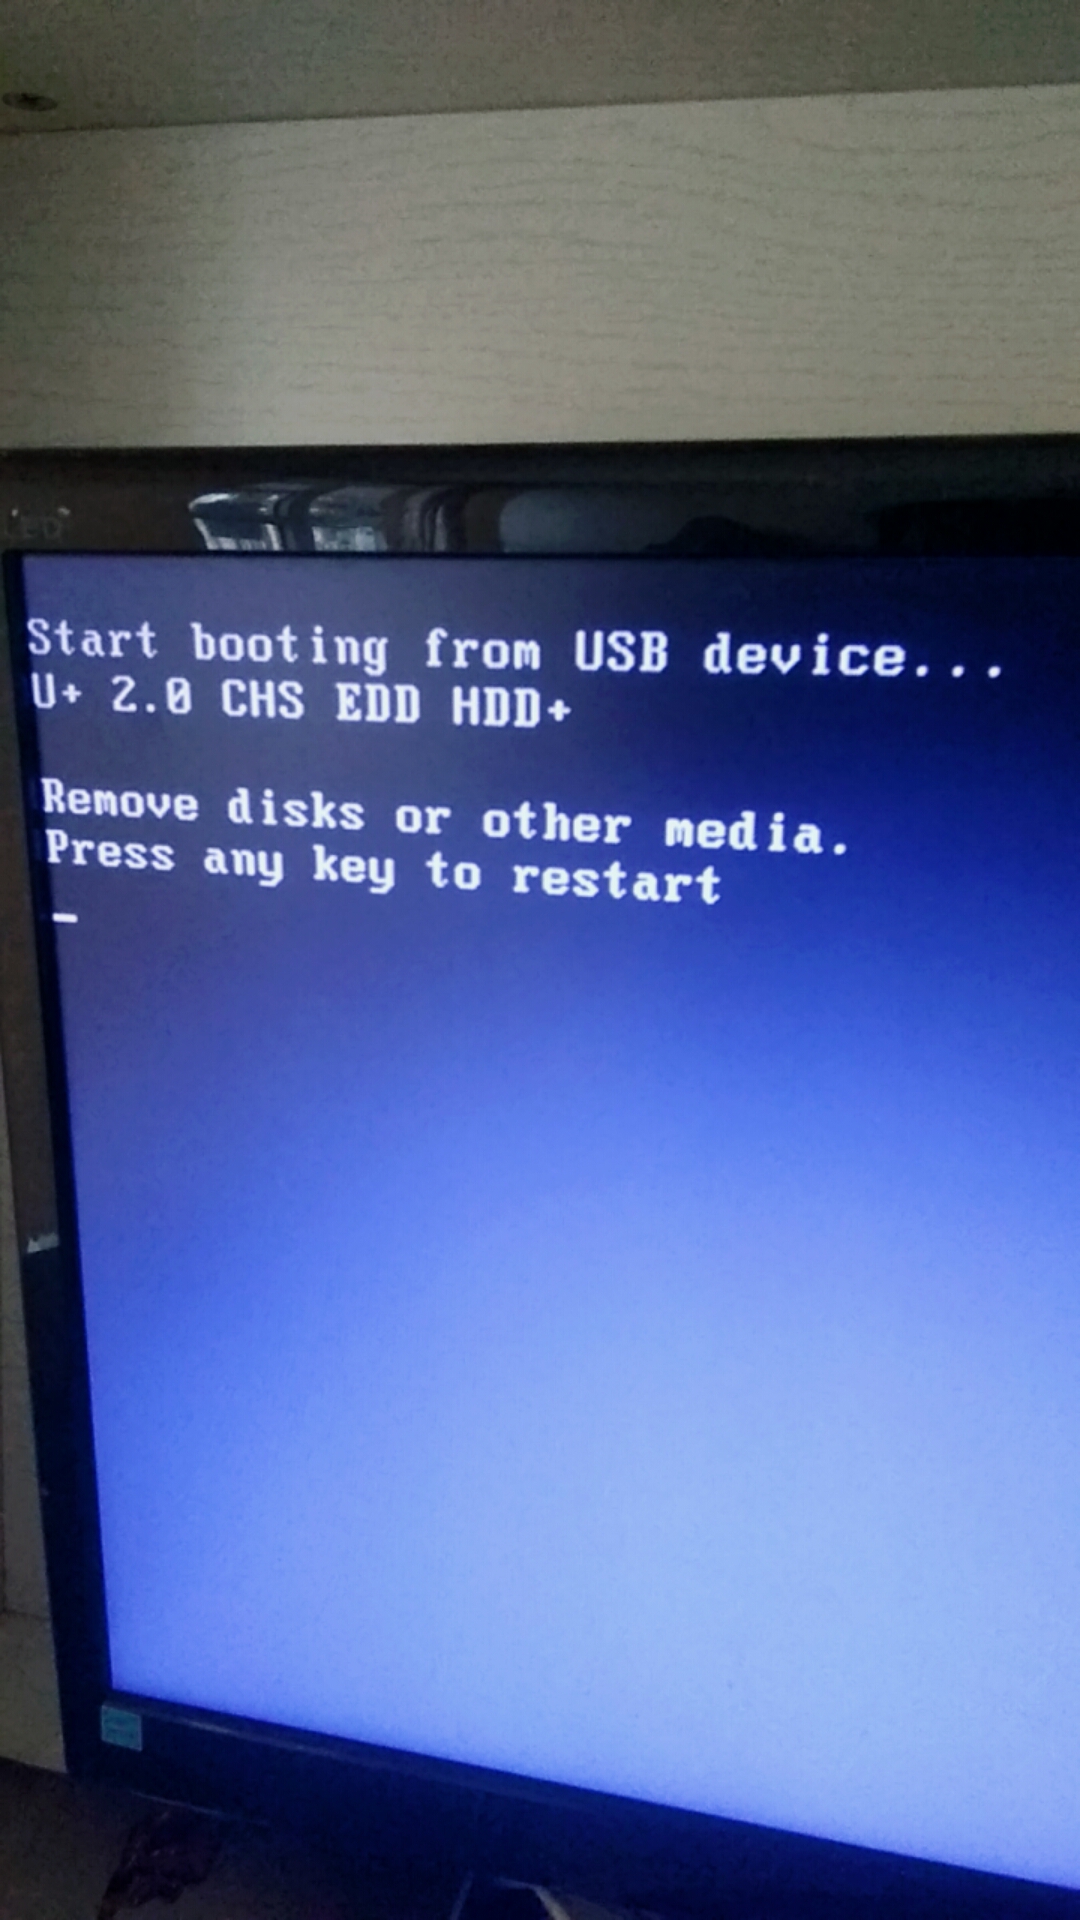 Start booting from USB device...
U+ 2.0 CHS EDD HDD+
Remove disks or other media.
Press any key to restart
_